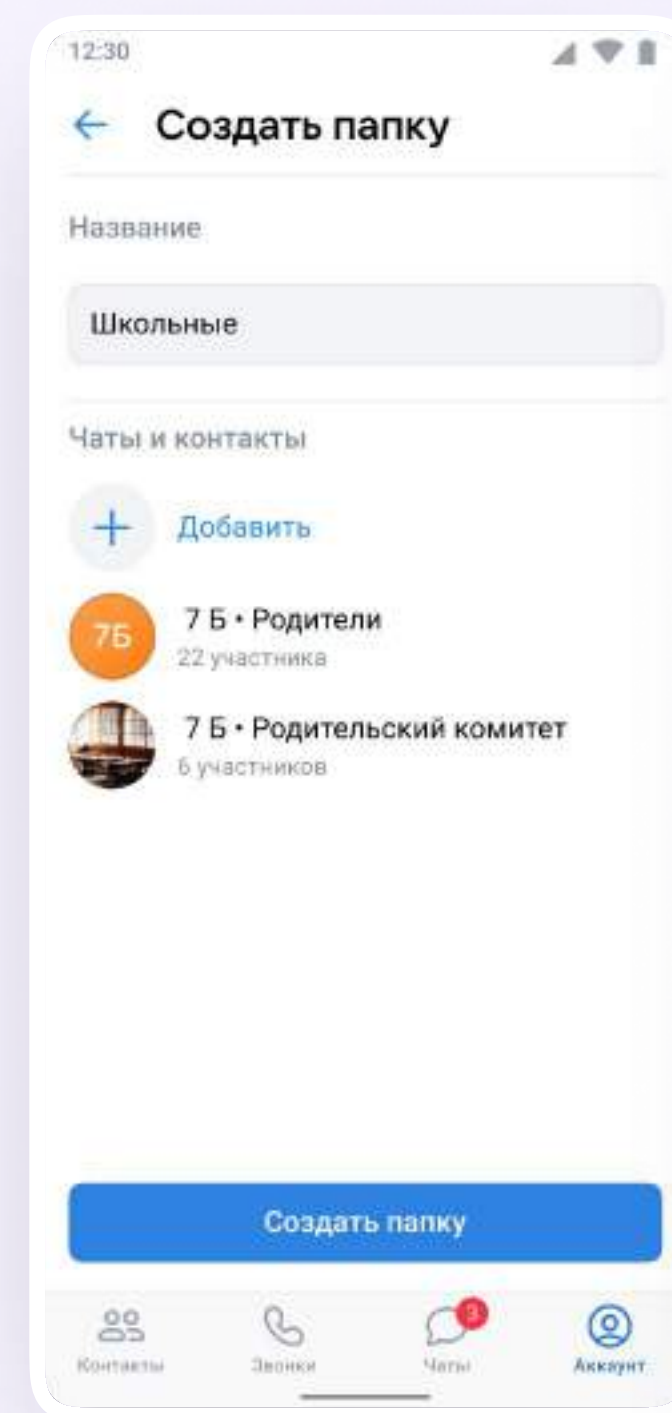 12:30
Создать папку
Название
Школьные
Чаты и контакты
Добавить
7Б
7 Б • Родители
22 участника
7 Б • Родительский комитет
6 участников
Создать папку
3
Контакты
Звонки
Чаты
Аккаунт